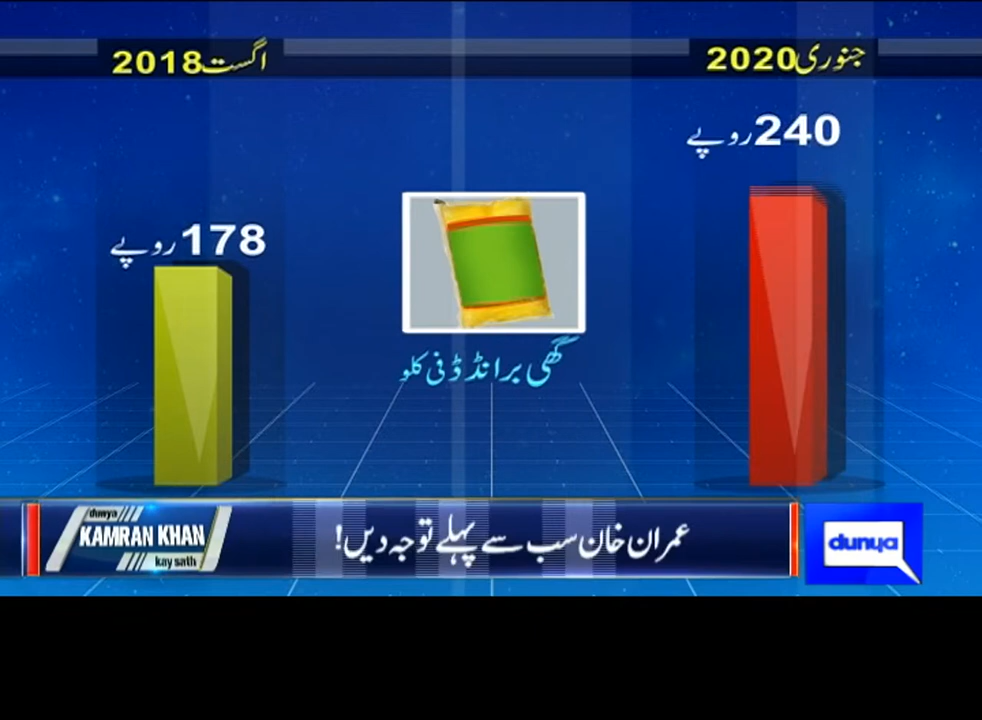 اگست 2018
جنوری 2020
240 روپے
178 روپے
گھی برانڈڈ فی کلو
dunya
KAMRAN KHAN
kay sath
عمران خان سب سے پہلے توجہ دیں!
dunya